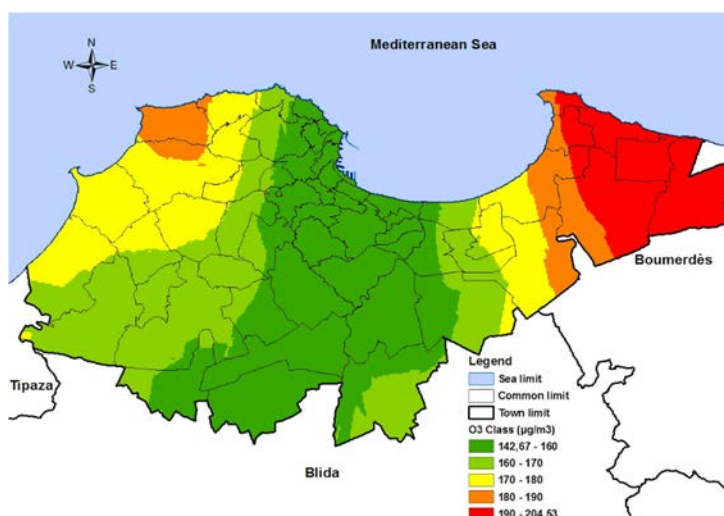 Mediterranean Sea
N
W E
S
Boumerdès
Tipaza
Blida
Legend
Sea limit
Common limit
Town limit
O3 Class (µg/m3)
142,67 - 160
160 - 170
170 - 180
180 - 190
190 - 204,53